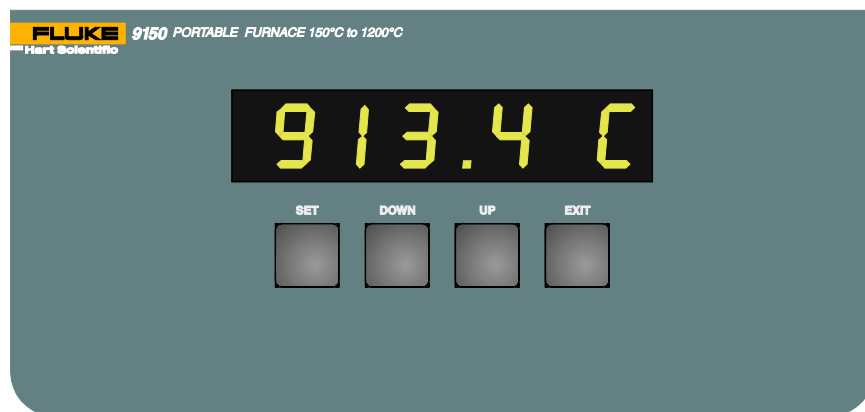 FLUKE 9150 PORTABLE FURNACE 150°C to 1200°C
Hart Scientific
913.4 C
SET DOWN UP EXIT